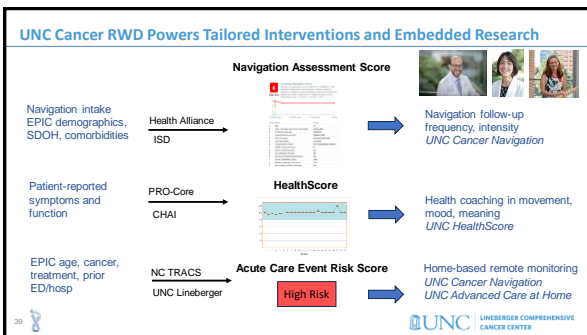 UNC Cancer RWD Powers Tailored Interventions and Embedded Research
Navigation Assessment Score
Navigation intake
EPIC demographics,
SDOH, comorbidities
Health Alliance
ISD
6
Navigation follow-up
frequency, intensity
UNC Cancer Navigation
HealthScore
Patient-reported
symptoms and
function
PRO-Core
CHAI
Health coaching in movement,
mood, meaning
UNC HealthScore
Acute Care Event Risk Score
EPIC age, cancer,
treatment, prior
ED/hosp
NC TRACS
UNC Lineberger
High Risk
Home-based remote monitoring
UNC Cancer Navigation
UNC Advanced Care at Home
39
UNC
LINEBERGER COMPREHENSIVE
CANCER CENTER